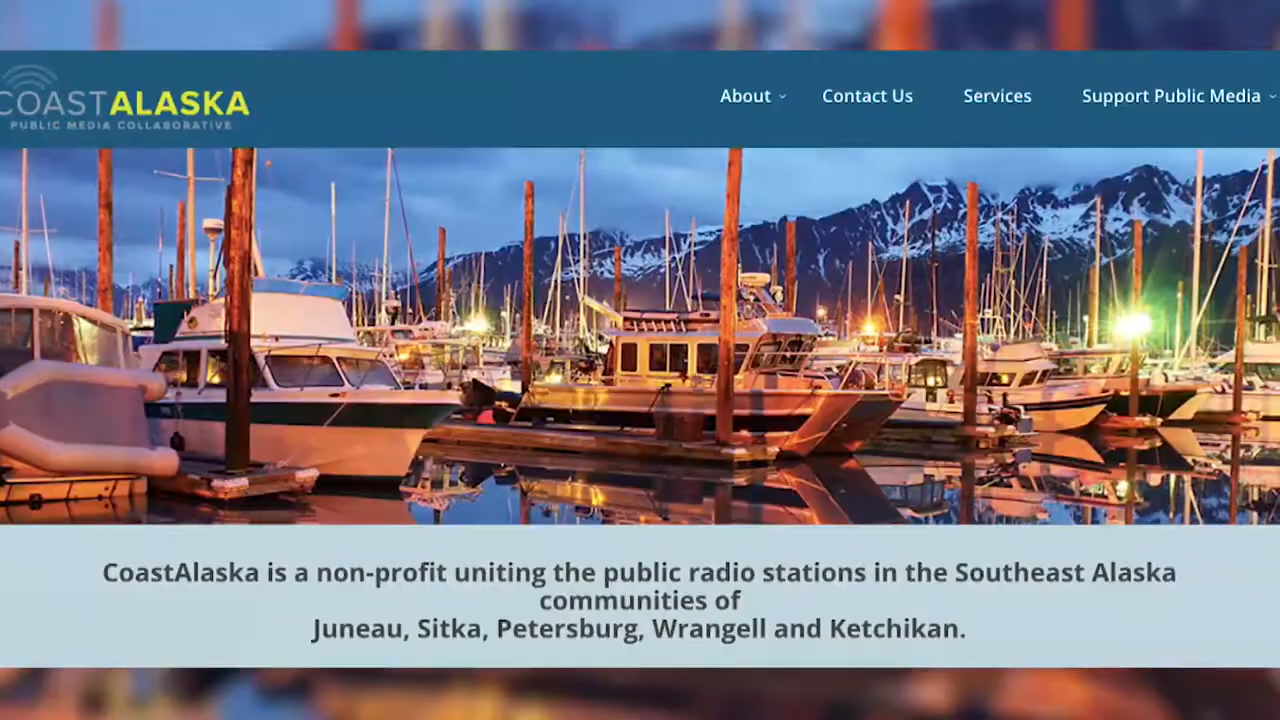 COASTALASKA
PUBLIC MEDIA COLLABORATIVE
About
Contact Us
Services
Support Public Media
CoastAlaska is a non-profit uniting the public radio stations in the Southeast Alaska
communities of
Juneau, Sitka, Petersburg, Wrangell and Ketchikan.